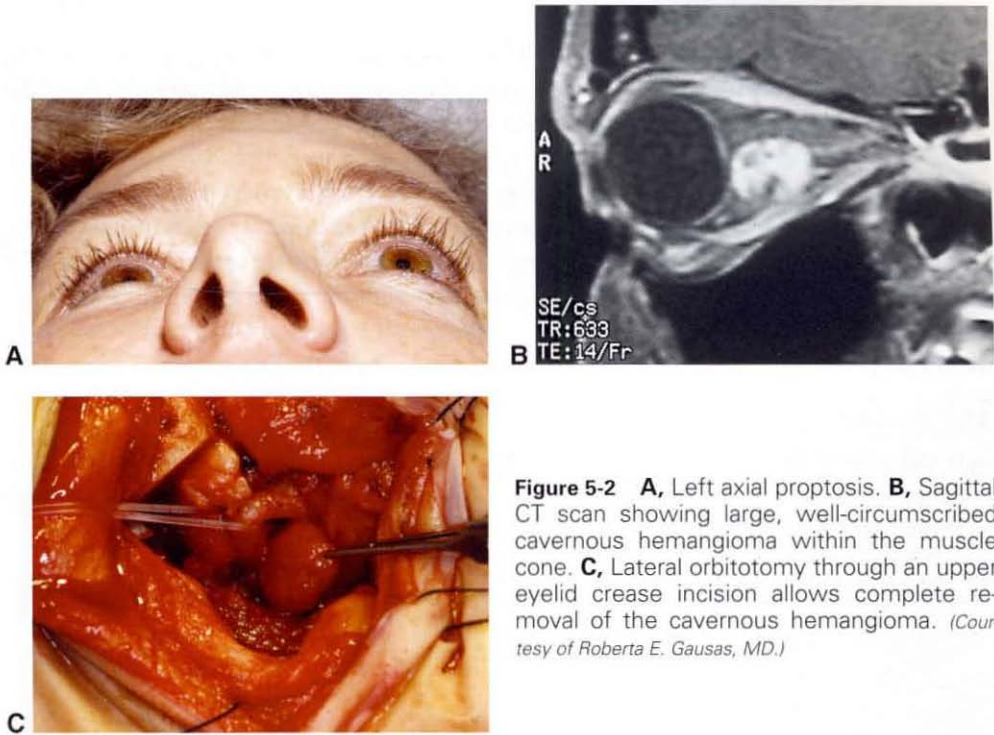 A
B
A
R
SE/cs
TR:633
TE:14/Fr
C
Figure 5-2 A, Left axial proptosis. B, Sagittal
CT scan showing large, well-circumscribed
cavernous hemangioma within the muscle
cone. C, Lateral orbitotomy through an upper
eyelid crease incision allows complete re-
moval of the cavernous hemangioma. (Cour
tesy of Roberta E. Gausas, MD.)